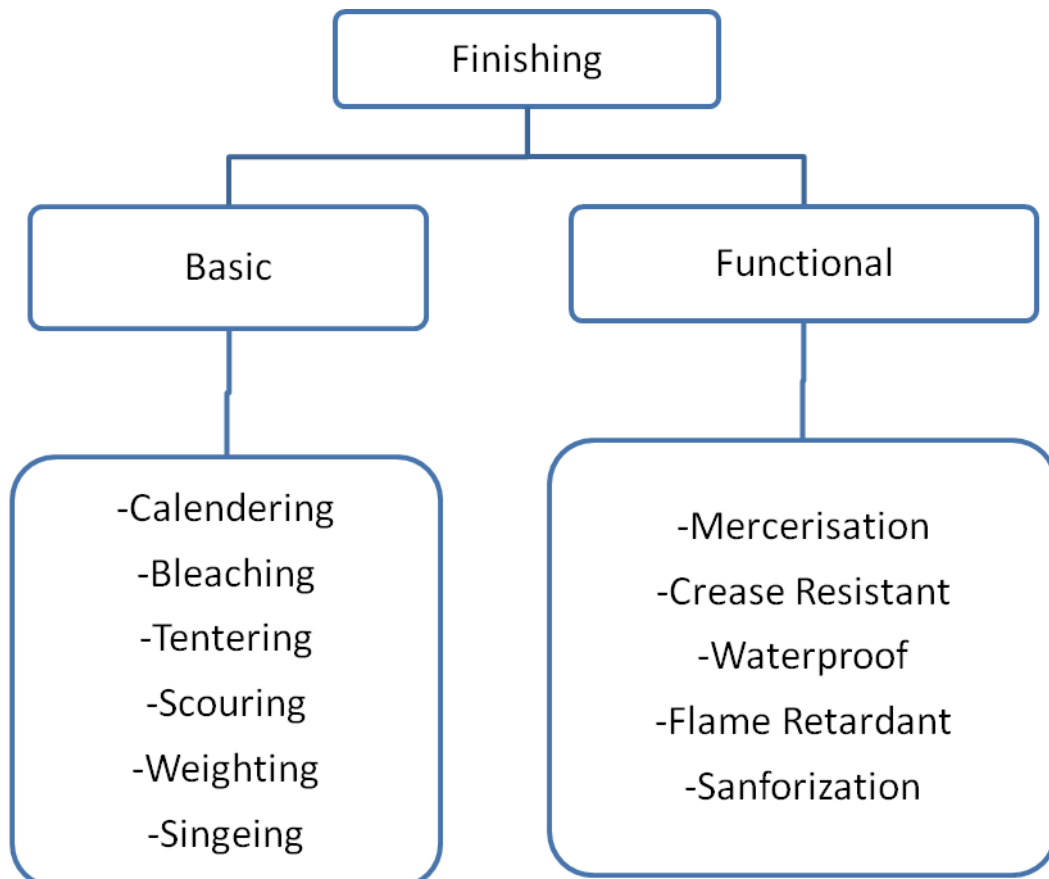 Finishing
Basic
Functional
-Calendering
-Bleaching
-Tentering
-Scouring
-Weighting
-Singeing
-Mercerisation
-Crease Resistant
-Waterproof
-Flame Retardant
-Sanforization